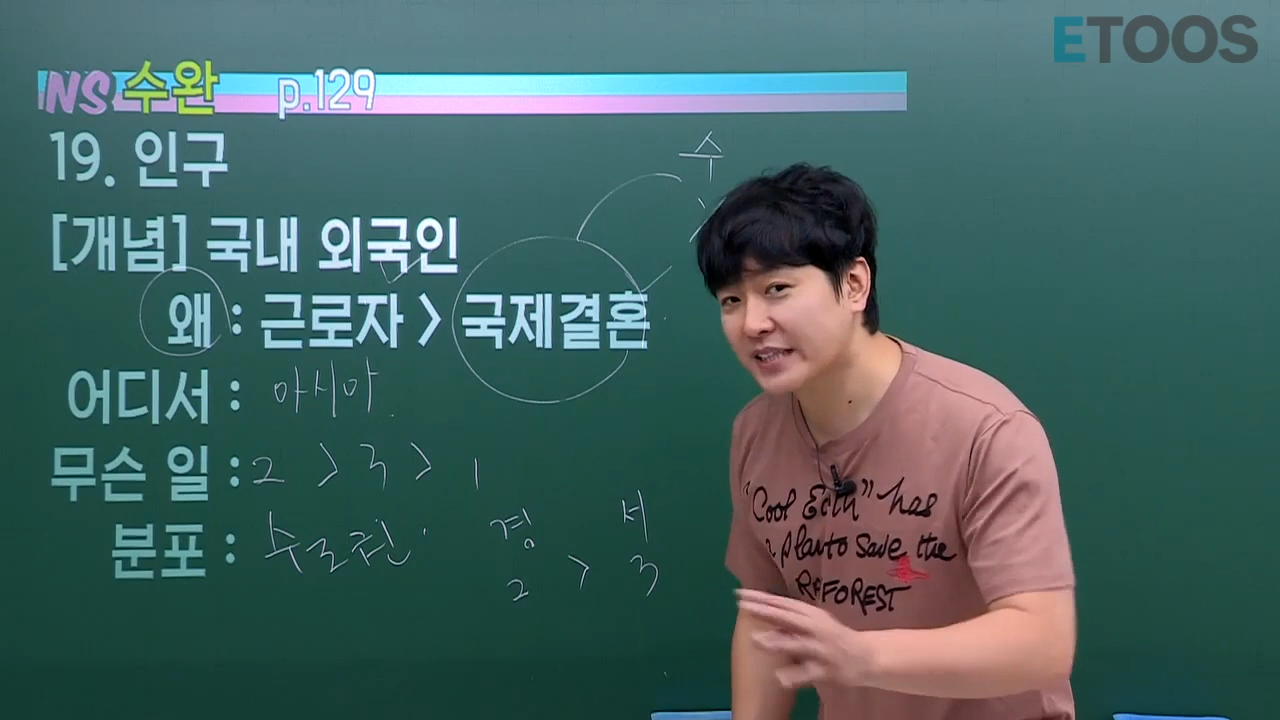 ETOOS
NS 수완 p.129
19. 인구
수
[개념] 국내 외국인
왜 : 근로자 > 국제결혼
어디서 : 아시아
무슨 일 : 2 > 3 > 1
분포 : 수도권
경 서
2 > 3
"Cool Earth" has
a plan to save the
REFOREST